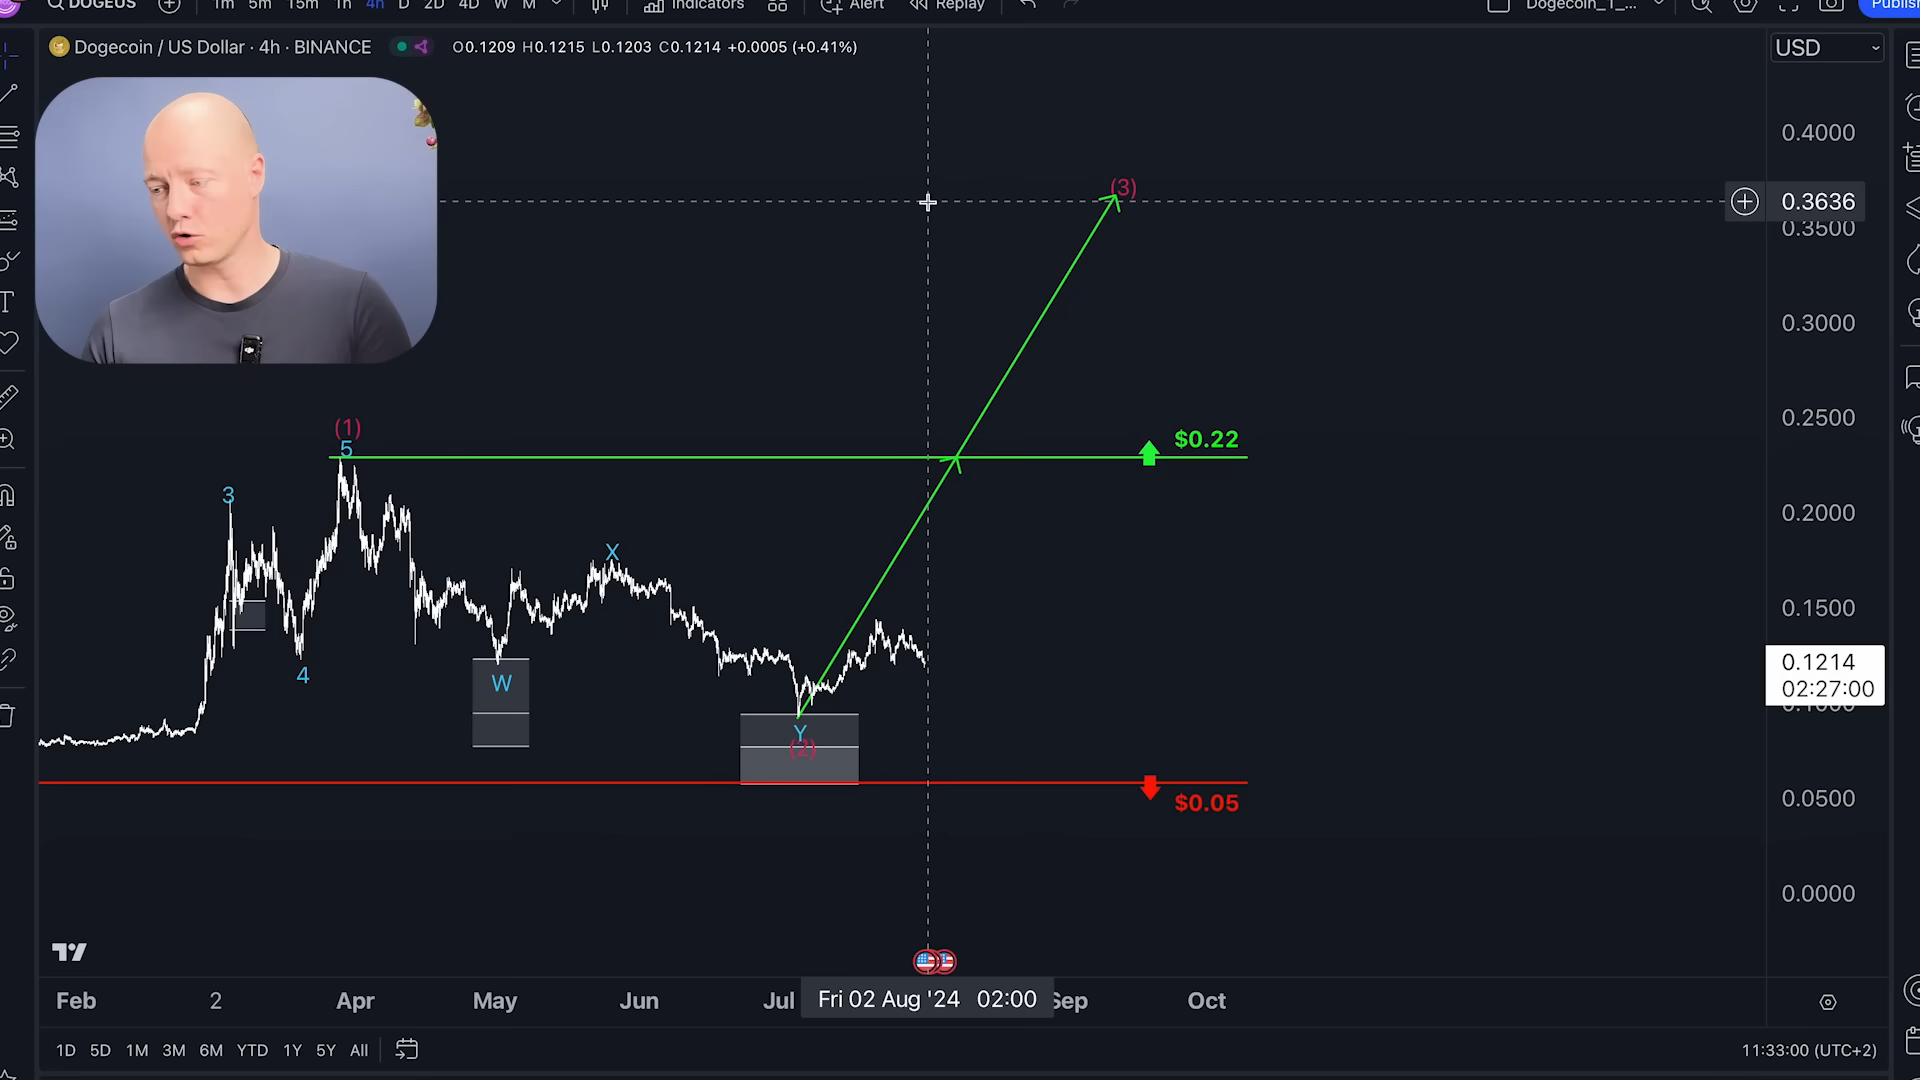 DOGEUS 1m 5m 15m 1h 4h D 2D 4D W M Indicators Alert Replay Dogecoin_1_... Publis
Dogecoin / US Dollar · 4h · BINANCE O0.1209 H0.1215 L0.1203 C0.1214 +0.0005 (+0.41%)
USD
0.4000
(3)
0.3636
0.3500
0.3000
0.2500
(1)
5
$0.22
3
0.2000
X
0.1500
0.1214
02:27:00
0.1000
4
W
Y
(2)
$0.05
0.0500
0.0000
Feb 2 Apr May Jun Jul Fri 02 Aug '24 02:00 Sep Oct
1D 5D 1M 3M 6M YTD 1Y 5Y All 11:33:00 (UTC+2)